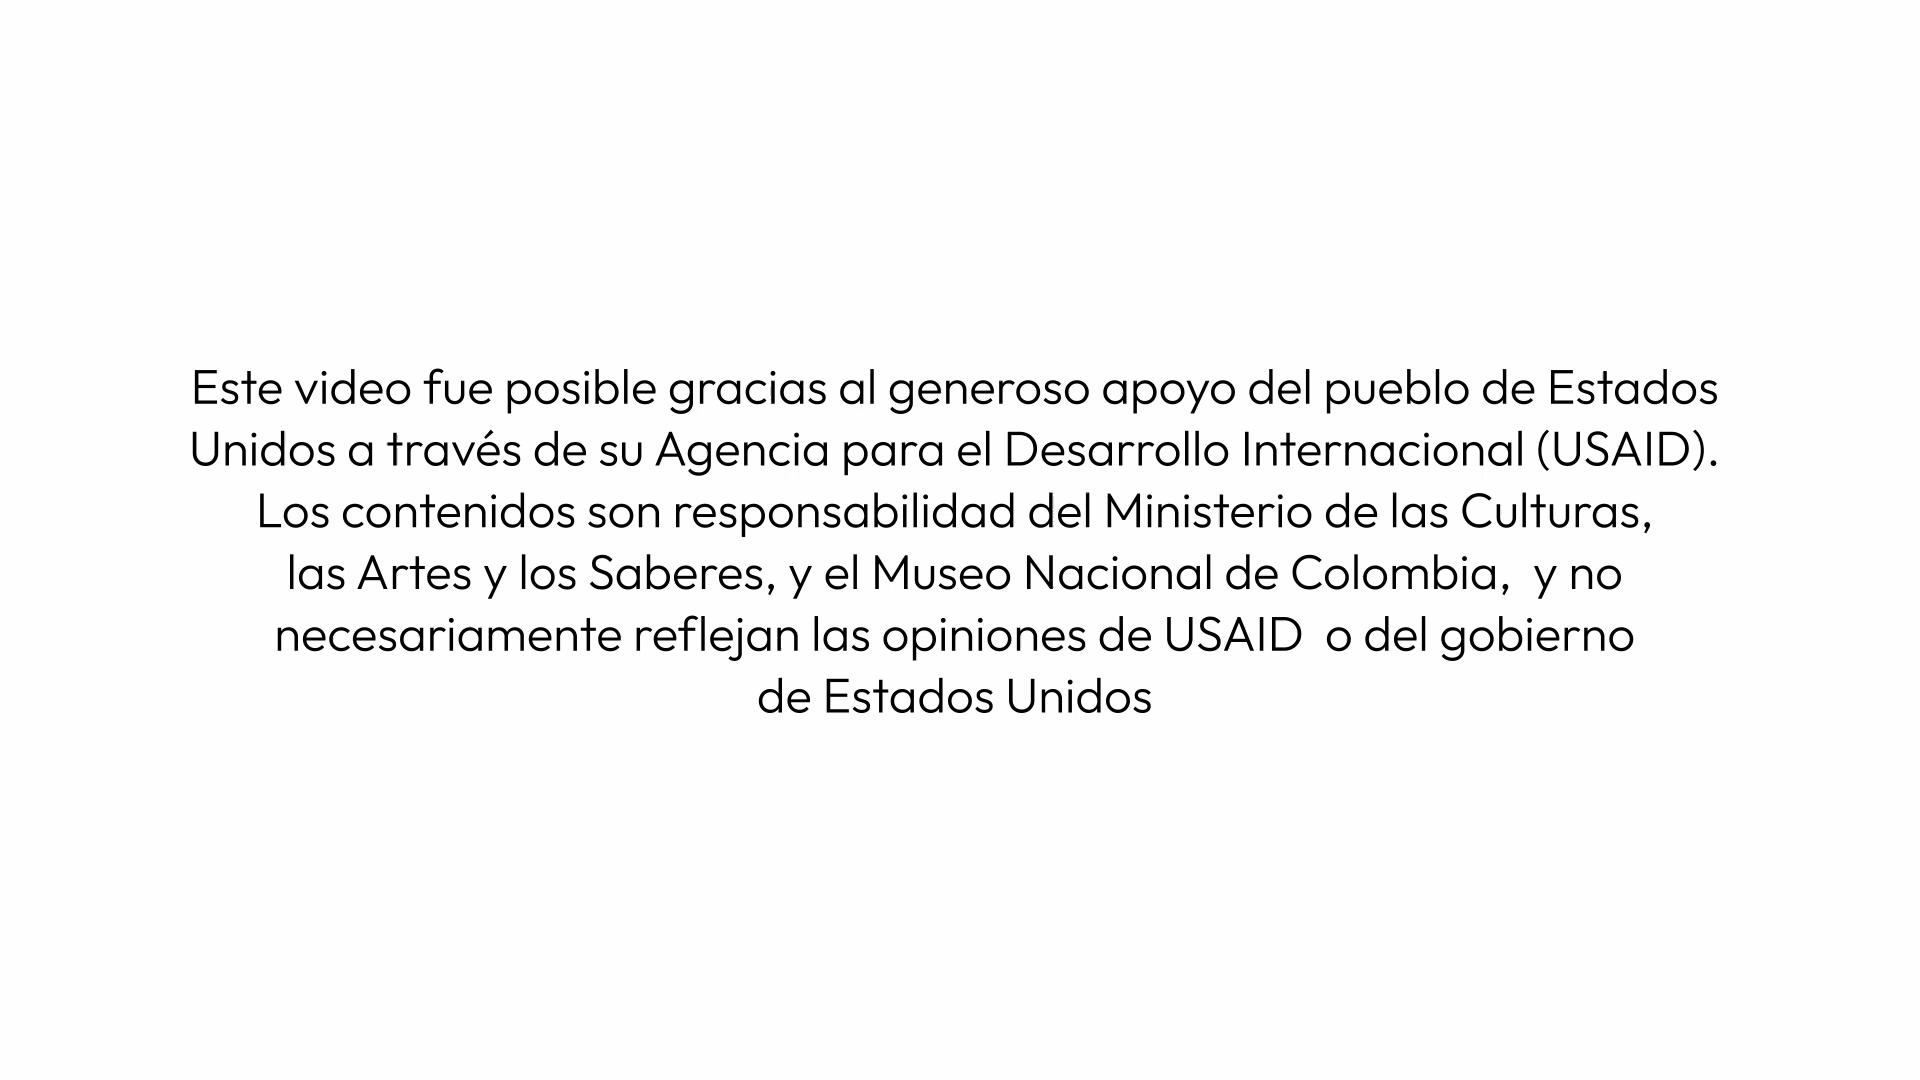 Este video fue posible gracias al generoso apoyo del pueblo de Estados
Unidos a través de su Agencia para el Desarrollo Internacional (USAID).
Los contenidos son responsabilidad del Ministerio de las Culturas,
las Artes y los Saberes, y el Museo Nacional de Colombia,  y no
necesariamente reflejan las opiniones de USAID  o del gobierno
de Estados Unidos